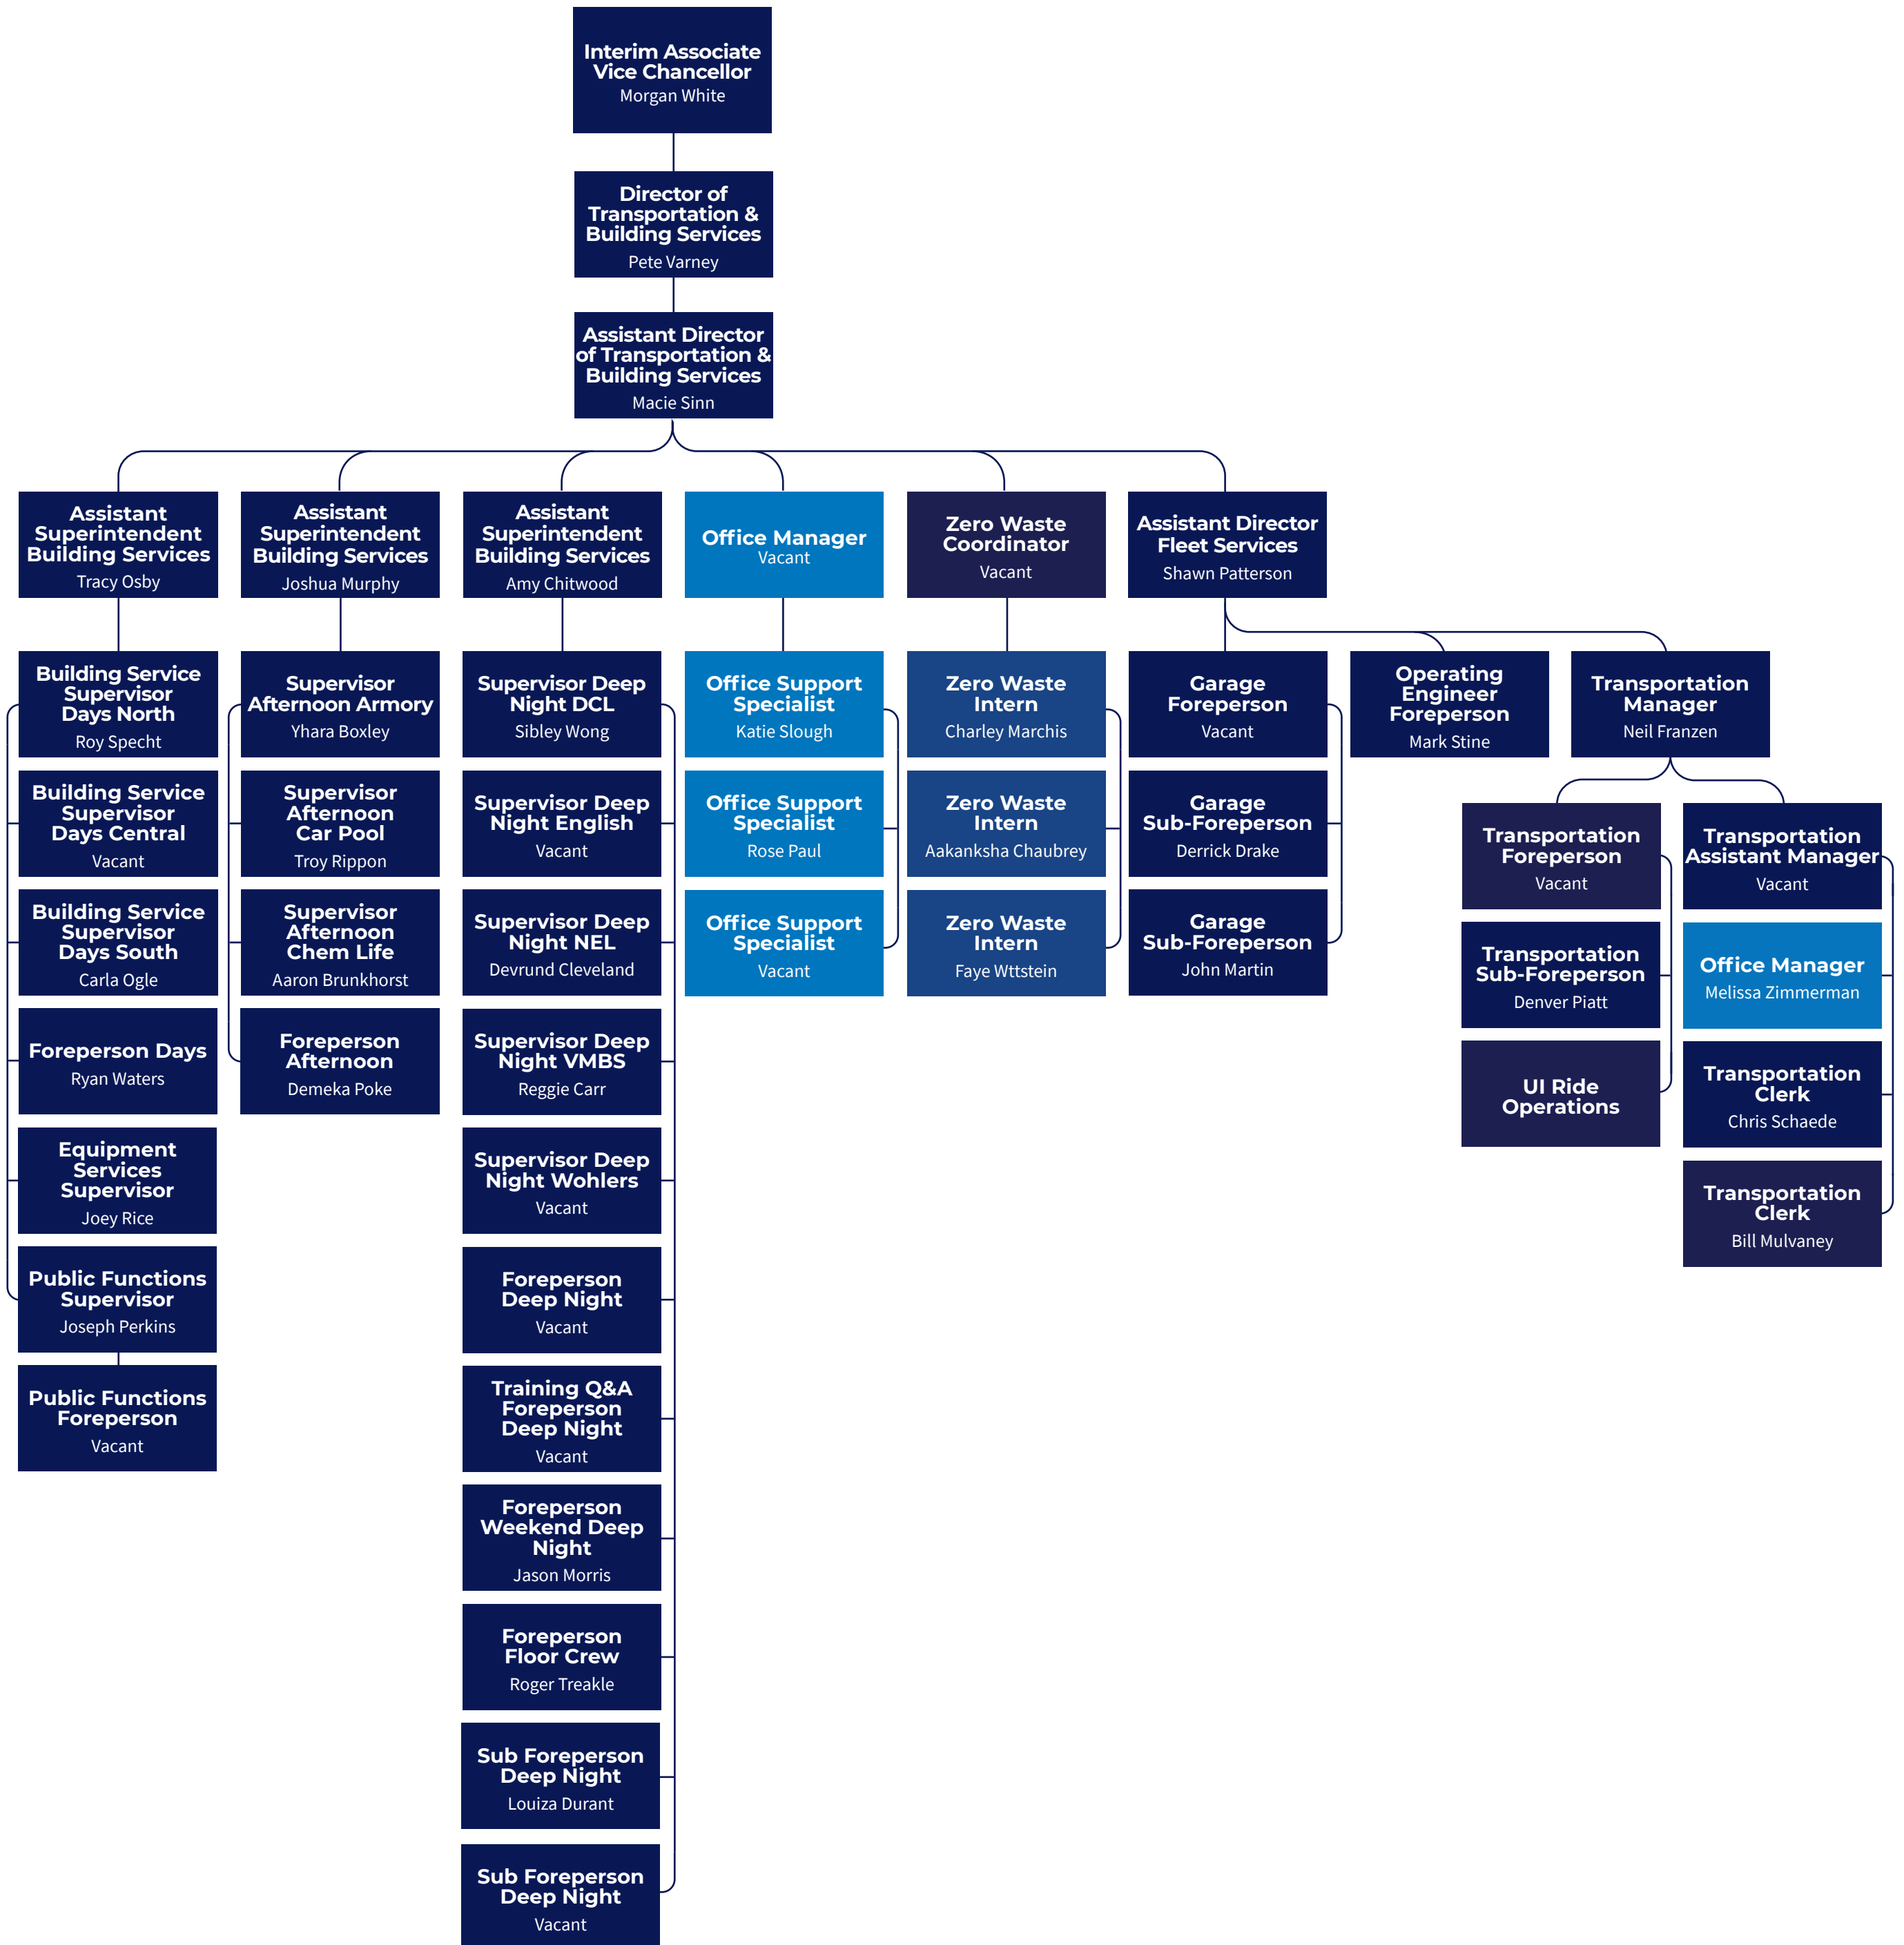 Interim Associate
Vice Chancellor
Morgan White
Director of
Transportation &
Building Services
Pete Varney
Assistant Director
of Transportation &
Building Services
Macie Sinn
Assistant
Superintendent
Building Services
Tracy Osby
Assistant
Superintendent
Building Services
Joshua Murphy
Assistant
Superintendent
Building Services
Amy Chitwood
Office Manager
Vacant
Zero Waste
Coordinator
Vacant
Assistant Director
Fleet Services
Shawn Patterson
Building Service
Supervisor
Days North
Roy Specht
Building Service
Supervisor
Days Central
Vacant
Building Service
Supervisor
Days South
Carla Ogle
Foreperson Days
Ryan Waters
Equipment
Services
Supervisor
Joey Rice
Public Functions
Supervisor
Joseph Perkins
Public Functions
Foreperson
Vacant
Supervisor
Afternoon Armory
Yhara Boxley
Supervisor
Afternoon
Car Pool
Troy Rippon
Supervisor
Afternoon
Chem Life
Aaron Brunkhorst
Foreperson
Afternoon
Demeka Poke
Supervisor Deep
Night DCL
Sibley Wong
Supervisor Deep
Night English
Vacant
Supervisor Deep
Night NEL
Devrund Cleveland
Supervisor Deep
Night VMBS
Reggie Carr
Supervisor Deep
Night Wohlers
Vacant
Foreperson
Deep Night
Vacant
Training Q&A
Foreperson
Deep Night
Vacant
Foreperson
Weekend Deep
Night
Jason Morris
Foreperson
Floor Crew
Roger Treakle
Sub Foreperson
Deep Night
Louiza Durant
Sub Foreperson
Deep Night
Vacant
Office Support
Specialist
Katie Slough
Office Support
Specialist
Rose Paul
Office Support
Specialist
Vacant
Zero Waste
Intern
Charley Marchis
Zero Waste
Intern
Aakanksha Chaubrey
Zero Waste
Intern
Faye Wttstein
Garage
Foreperson
Vacant
Garage
Sub-Foreperson
Derrick Drake
Garage
Sub-Foreperson
John Martin
Operating
Engineer
Foreperson
Mark Stine
Transportation
Manager
Neil Franzen
Transportation
Foreperson
Vacant
Transportation
Sub-Foreperson
Denver Piatt
UI Ride
Operations
Transportation
Assistant Manager
Vacant
Office Manager
Melissa Zimmerman
Transportation
Clerk
Chris Schaede
Transportation
Clerk
Bill Mulvaney